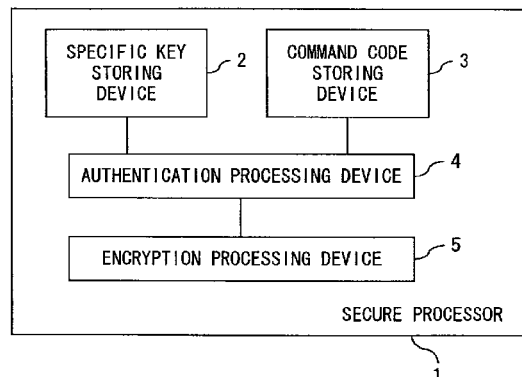 SPECIFIC KEY
STORING
DEVICE
2
COMMAND CODE
STORING
DEVICE
3
AUTHENTICATION PROCESSING DEVICE
4
ENCRYPTION PROCESSING DEVICE
5
SECURE PROCESSOR
1